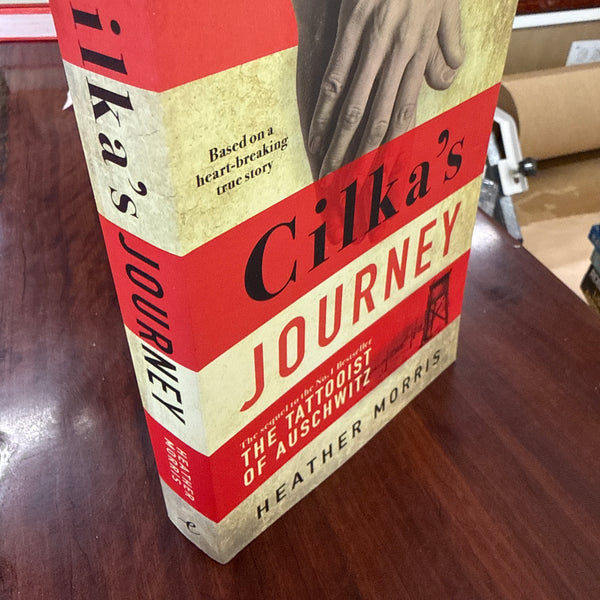 ilka's JOURNEY
HEATHER
MORRIS
e
Based on a
heart-breaking
true story
Cilka's
JOURNEY
The sequel to the No.1 Bestseller
THE TATTOOIST
OF AUSCHWITZ
HEATHER MORRIS